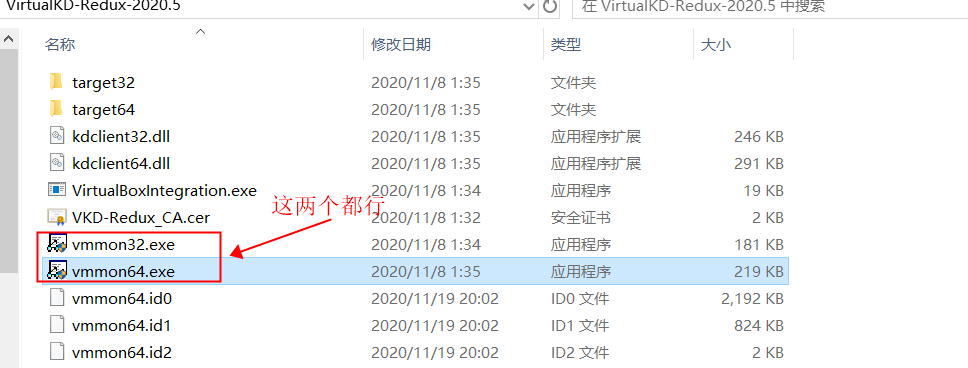 VirtualKD-Redux-2020.5 在 VirtualKD-Redux-2020.5 中搜索
名称 修改日期 类型 大小
target32 2020/11/8 1:35 文件夹
target64 2020/11/8 1:35 文件夹
kdclient32.dll 2020/11/8 1:35 应用程序扩展 246 KB
kdclient64.dll 2020/11/8 1:35 应用程序扩展 291 KB
VirtualBoxIntegration.exe 2020/11/8 1:34 应用程序 19 KB
这两个都行
VKD-Redux_CA.cer 2020/11/8 1:32 安全证书 2 KB
vmmon32.exe 2020/11/8 1:34 应用程序 181 KB
vmmon64.exe 2020/11/8 1:35 应用程序 219 KB
vmmon64.id0 2020/11/19 20:02 ID0 文件 2,192 KB
vmmon64.id1 2020/11/19 20:02 ID1 文件 824 KB
vmmon64.id2 2020/11/19 20:02 ID2 文件 2 KB